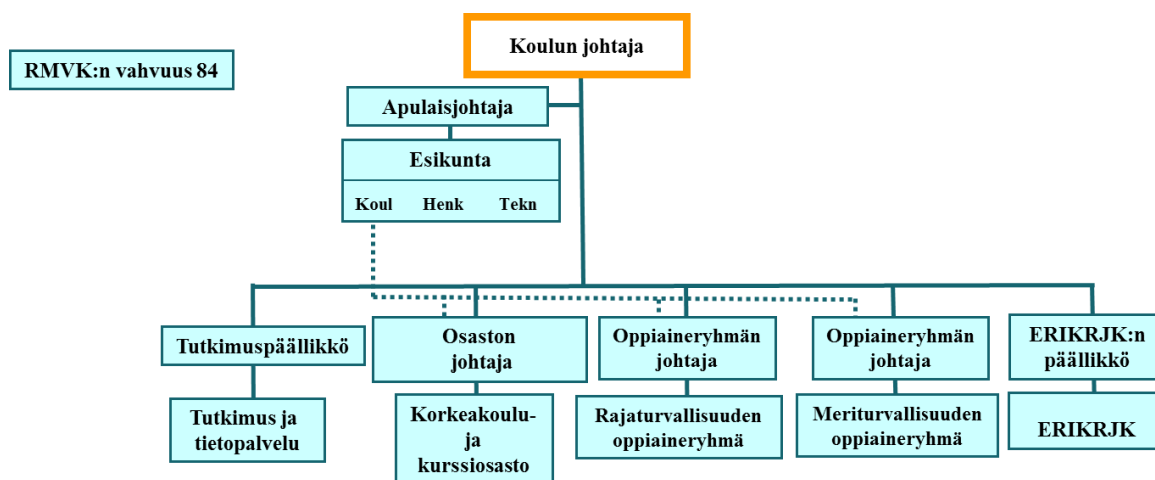 Koulun johtaja
RMVK:n vahvuus 84
Apulaisjohtaja
Esikunta
Koul Henk Tekn
Tutkimuspäällikkö
Osaston
johtaja
Oppiaineryhmän
johtaja
Oppiaineryhmän
johtaja
ERIKRJK:n
päällikkö
Tutkimus ja
tietopalvelu
Korkeakoulu-
ja
kurssiosasto
Rajaturvallisuuden
oppiaineryhmä
Meriturvallisuuden
oppiaineryhmä
ERIKRJK